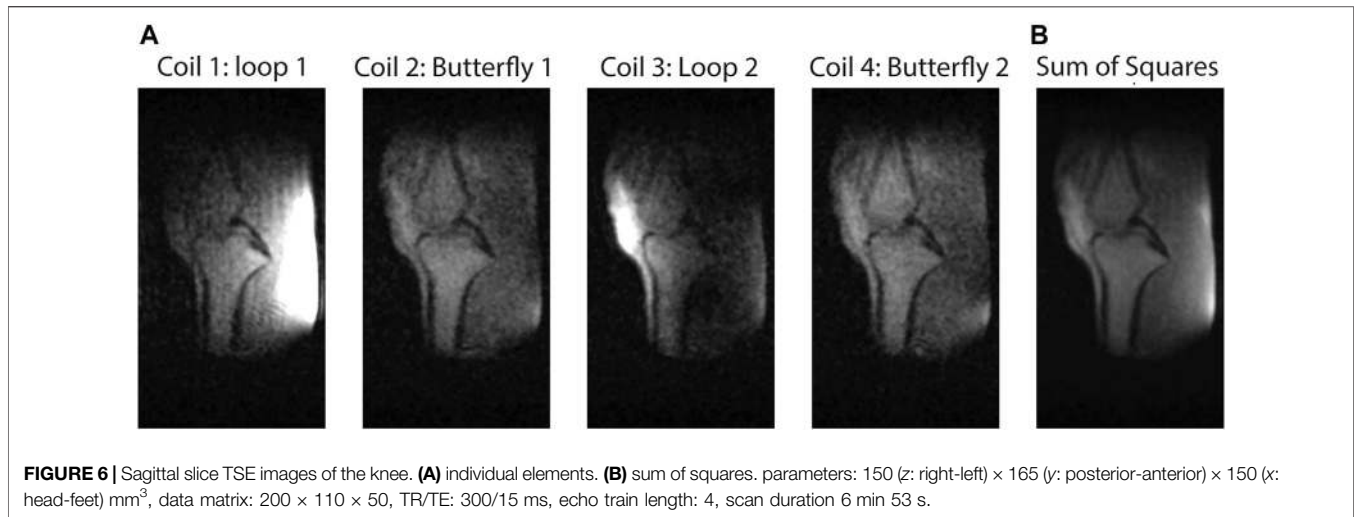 A
B
Coil 1: loop 1
Coil 2: Butterfly 1
Coil 3: Loop 2
Coil 4: Butterfly 2
Sum of Squares
FIGURE 6 | Sagittal slice TSE images of the knee. (A) individual elements. (B) sum of squares. parameters: 150 (z: right-left) × 165 (y: posterior-anterior) × 150 (x:
head-feet) mm³, data matrix: 200 × 110 × 50, TR/TE: 300/15 ms, echo train length: 4, scan duration 6 min 53 s.